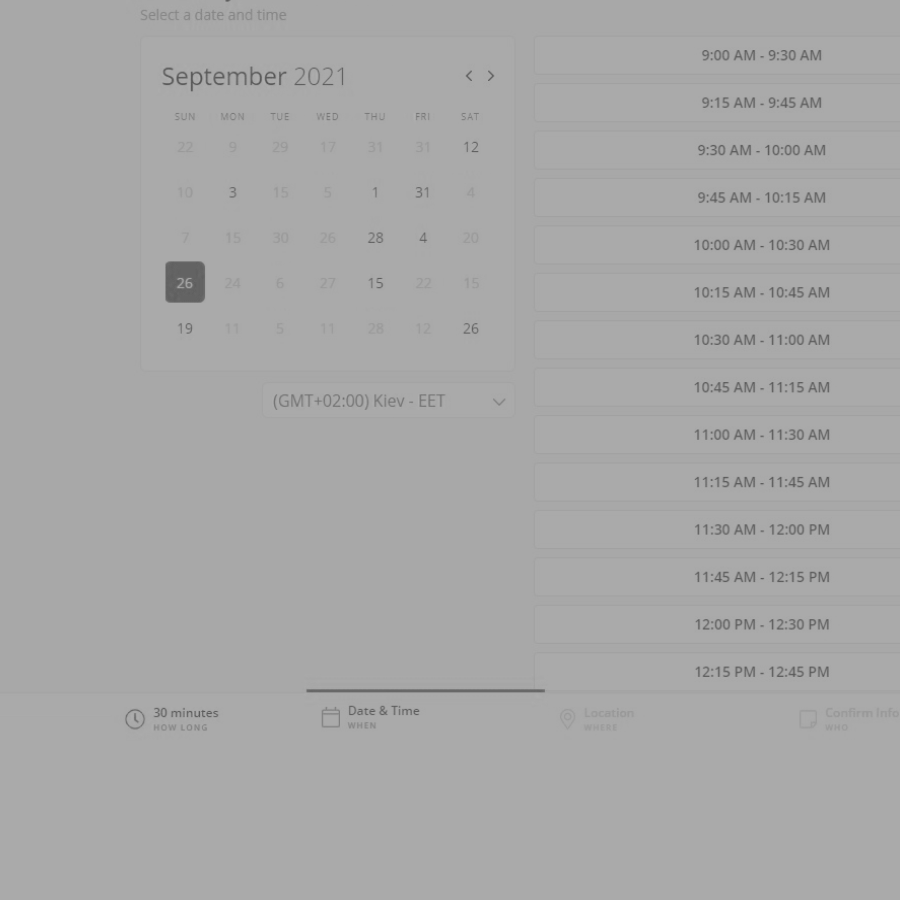 Select a date and time
September 2021
SUN MON TUE WED THU FRI SAT
22 9 29 17 31 31 12
10 3 15 5 1 31 4
7 15 30 26 28 4 20
26 24 6 27 15 22 15
19 11 5 11 28 12 26
(GMT+02:00) Kiev - EET
9:00 AM - 9:30 AM
9:15 AM - 9:45 AM
9:30 AM - 10:00 AM
9:45 AM - 10:15 AM
10:00 AM - 10:30 AM
10:15 AM - 10:45 AM
10:30 AM - 11:00 AM
10:45 AM - 11:15 AM
11:00 AM - 11:30 AM
11:15 AM - 11:45 AM
11:30 AM - 12:00 PM
11:45 AM - 12:15 PM
12:00 PM - 12:30 PM
12:15 PM - 12:45 PM
30 minutes
HOW LONG
Date & Time
WHEN
Location
WHERE
Confirm Info
WHO